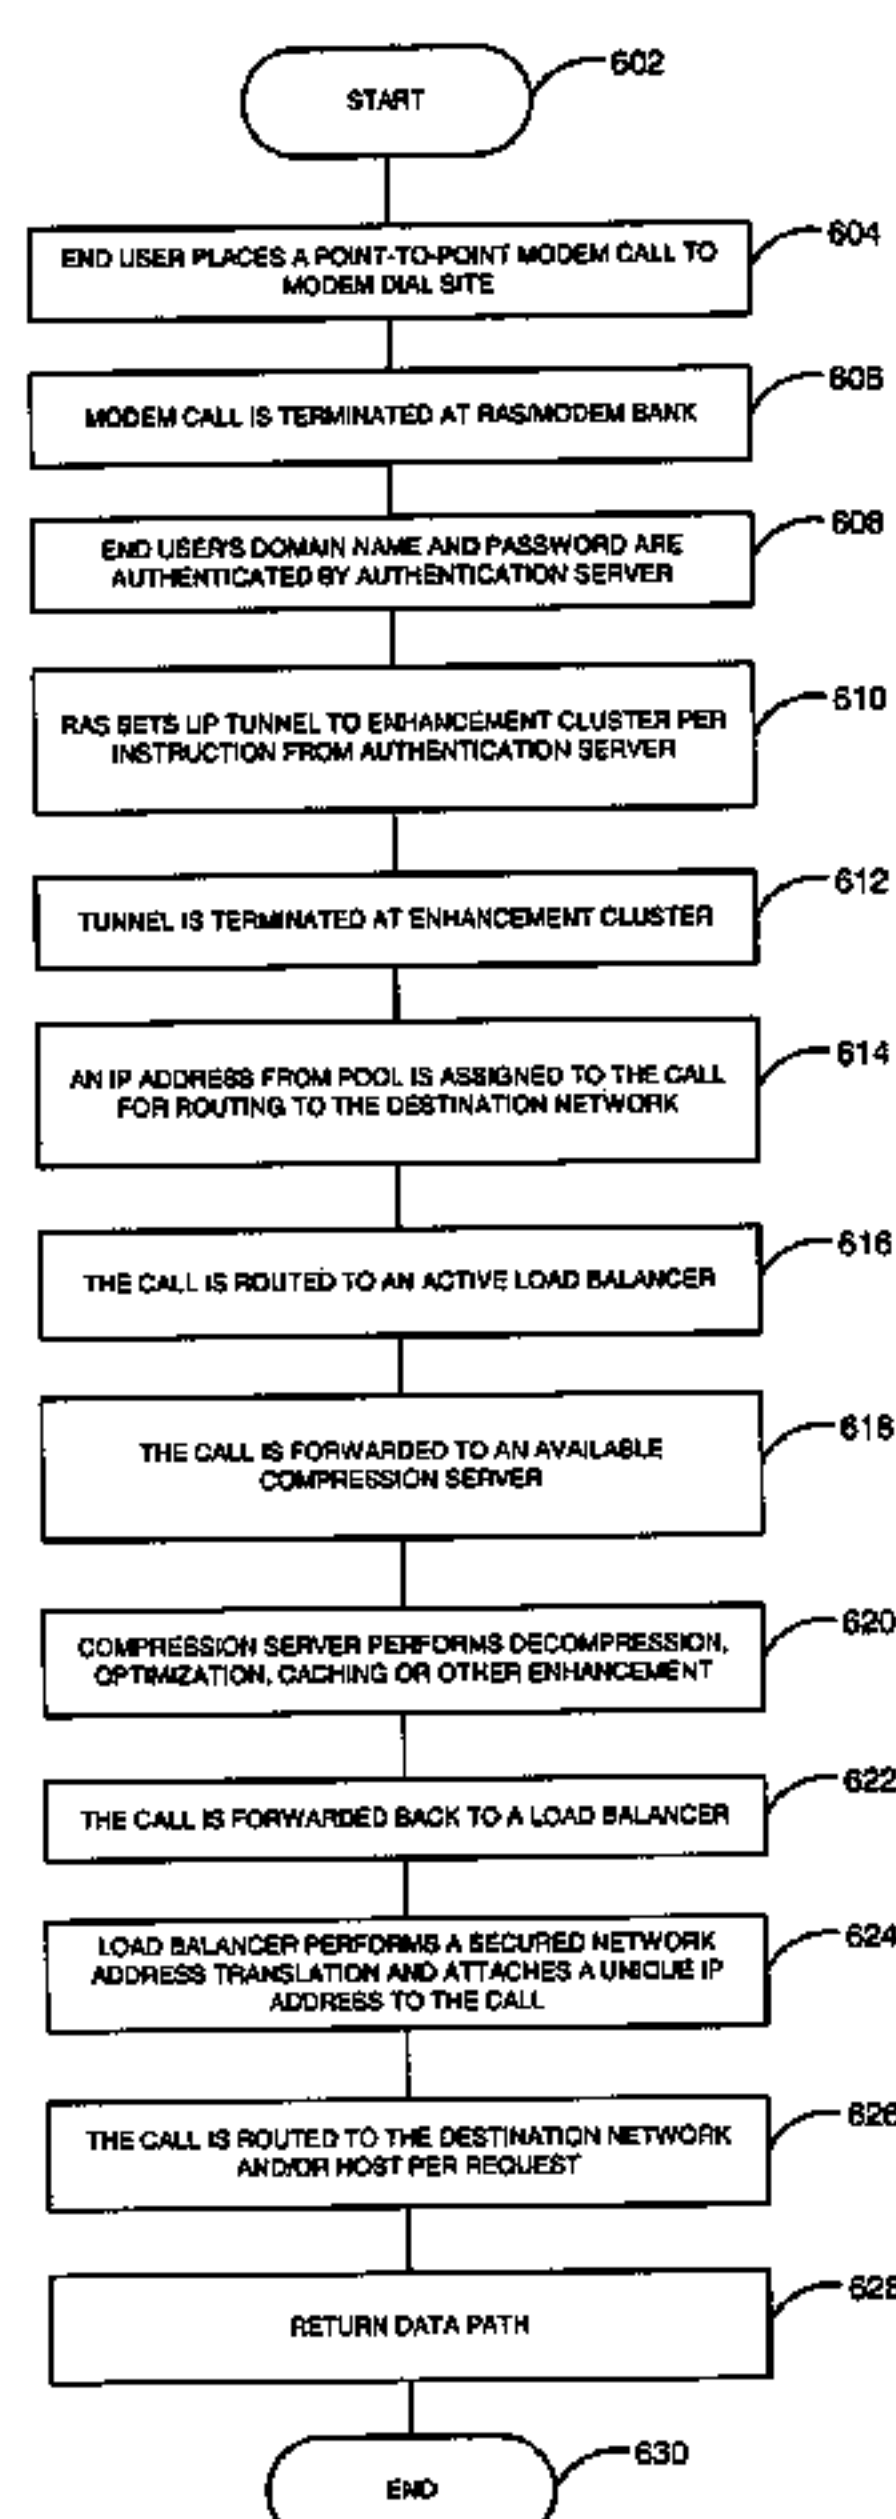 START
602
END USER PLACES A POINT-TO-POINT MODEM CALL TO
MODEM DIAL SITE
604
MODEM CALL IS TERMINATED AT RAS/MODEM BANK
606
END USER'S DOMAIN NAME AND PASSWORD ARE
AUTHENTICATED BY AUTHENTICATION SERVER
608
RAS SETS UP TUNNEL TO ENHANCEMENT CLUSTER PER
INSTRUCTION FROM AUTHENTICATION SERVER
610
TUNNEL IS TERMINATED AT ENHANCEMENT CLUSTER
612
AN IP ADDRESS FROM POOL IS ASSIGNED TO THE CALL
FOR ROUTING TO THE DESTINATION NETWORK
614
THE CALL IS ROUTED TO AN ACTIVE LOAD BALANCER
616
THE CALL IS FORWARDED TO AN AVAILABLE
COMPRESSION SERVER
618
COMPRESSION SERVER PERFORMS DECOMPRESSION,
OPTIMIZATION, CACHING OR OTHER ENHANCEMENT
620
THE CALL IS FORWARDED BACK TO A LOAD BALANCER
622
LOAD BALANCER PERFORMS A SECURED NETWORK
ADDRESS TRANSLATION AND ATTACHES A UNIQUE IP
ADDRESS TO THE CALL
624
THE CALL IS ROUTED TO THE DESTINATION NETWORK
AND/OR HOST PER REQUEST
626
RETURN DATA PATH
628
END
630